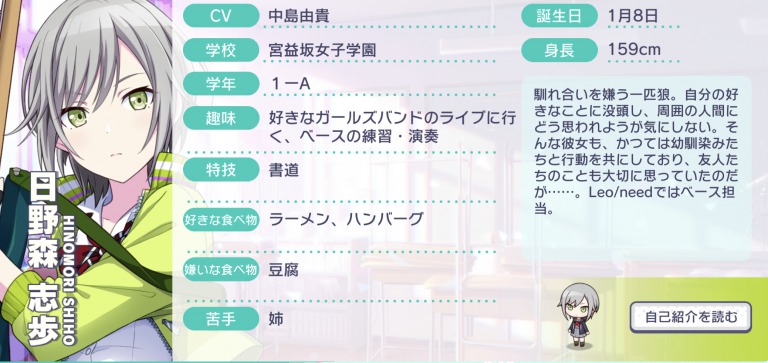 CV 中島由貴
学校 宮益坂女子学園
学年 1-A
趣味 好きなガールズバンドのライブに行
く、ベースの練習・演奏
特技 書道
好きな食べ物 ラーメン、ハンバーグ
嫌いな食べ物 豆腐
苦手 姉
誕生日 1月8日
身長 159cm
馴れ合いを嫌う一匹狼。自分の好
きなことに没頭し、周囲の人間に
どう思われようが気にしない。そ
んな彼女も、かつては幼馴染みた
ちと行動を共にしており、友人た
ちのことも大切に思っていたのだ
が……。Leo/needではベース担
当。
日野森 志歩
HINOMORI SHIHO
自己紹介を読む